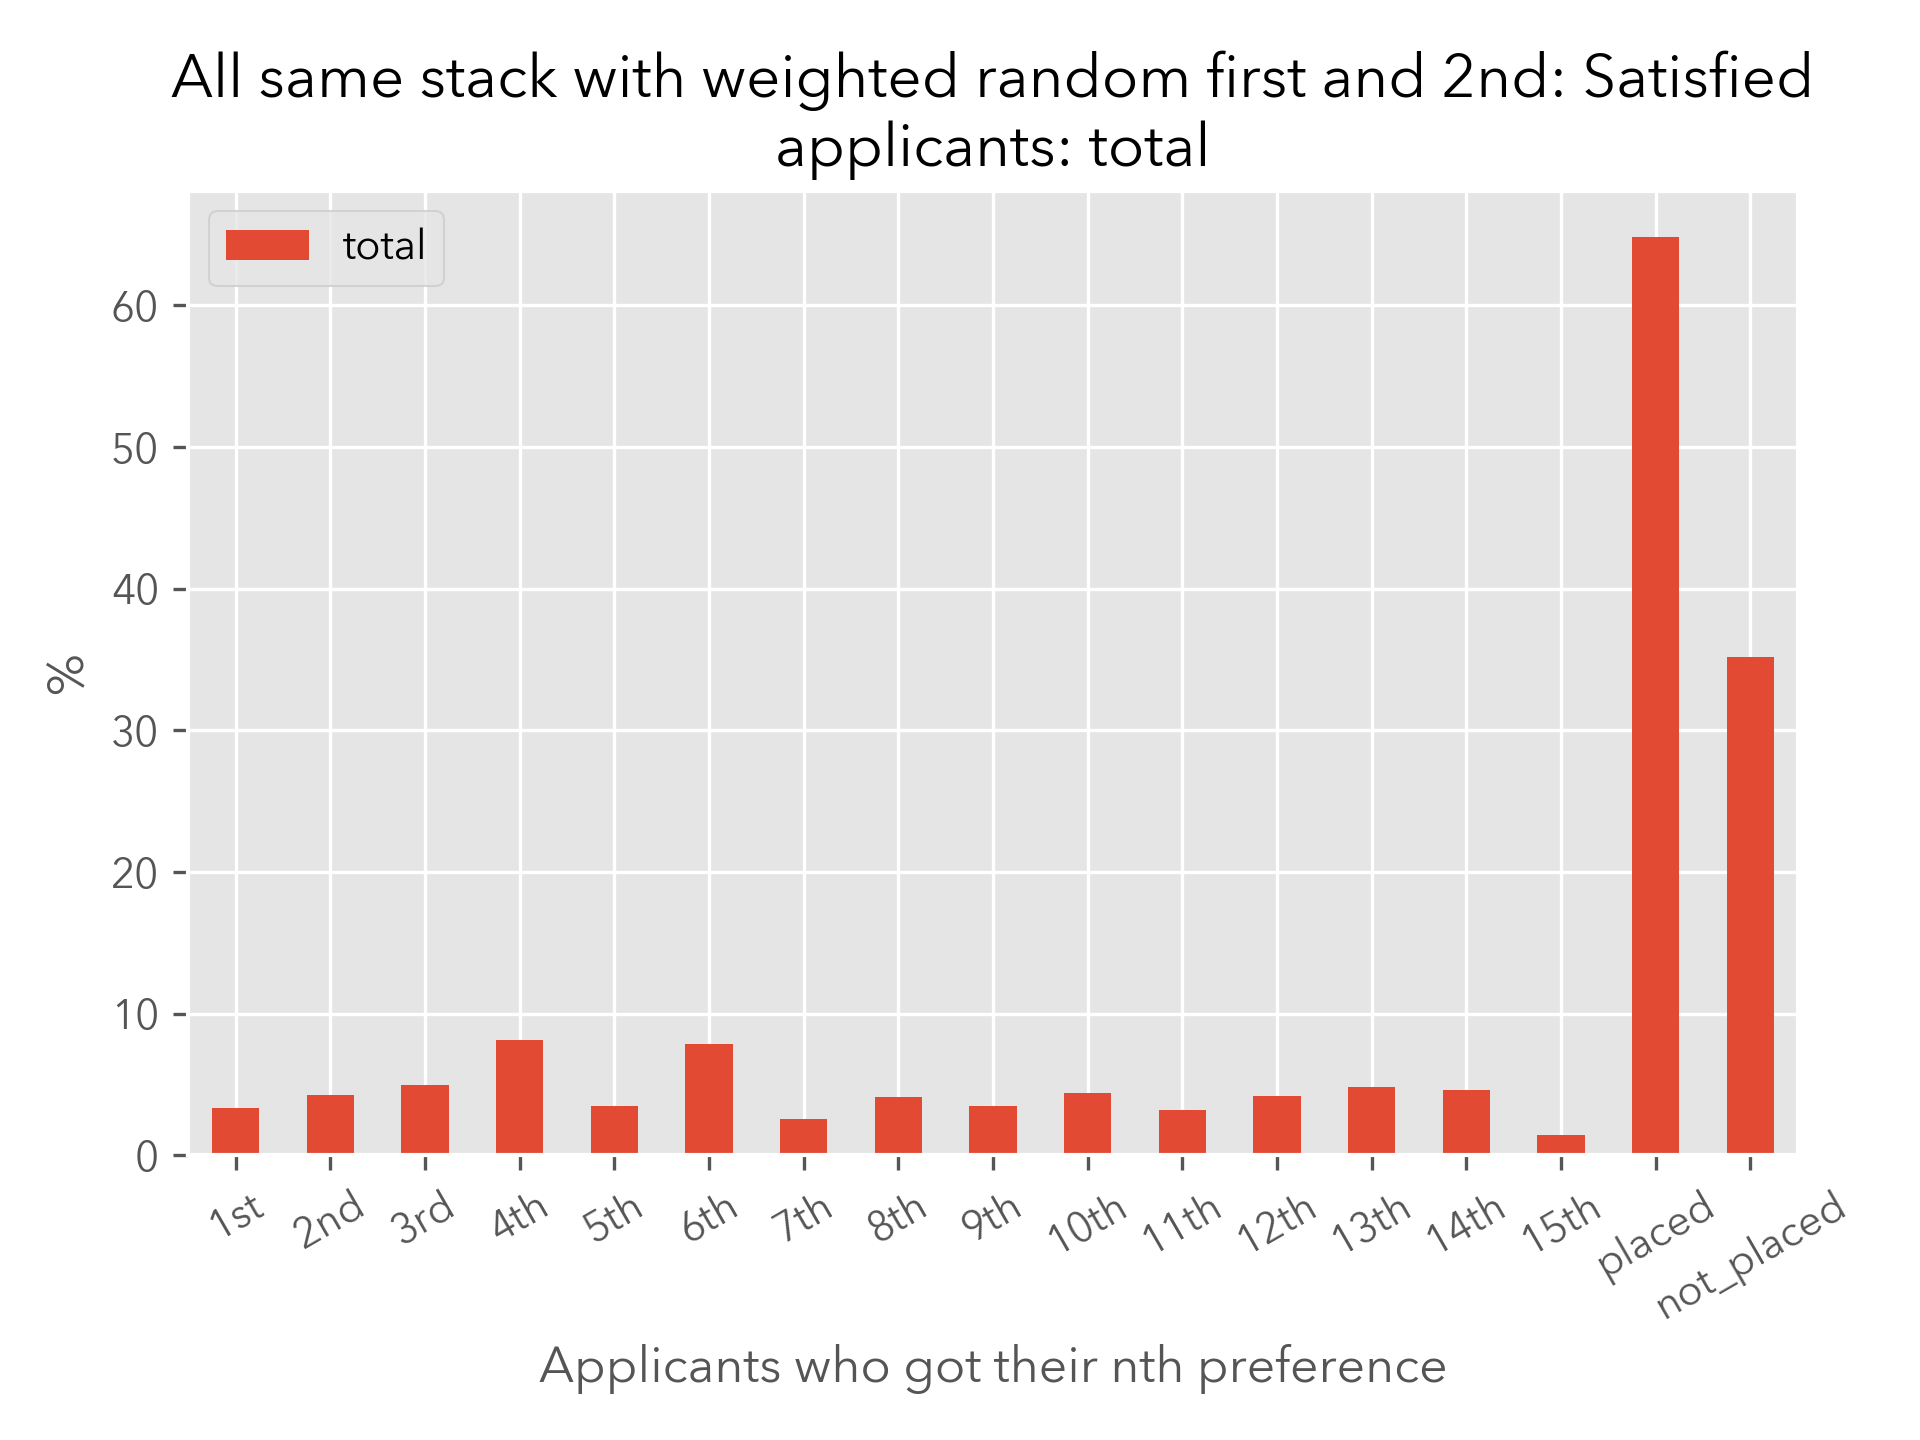 All same stack with weighted random first and 2nd: Satisfied
applicants: total
total
60
50
40
30
20
10
0
%
1st 2nd 3rd 4th 5th 6th 7th 8th 9th 10th 11th 12th 13th 14th 15th placed not_placed
Applicants who got their nth preference